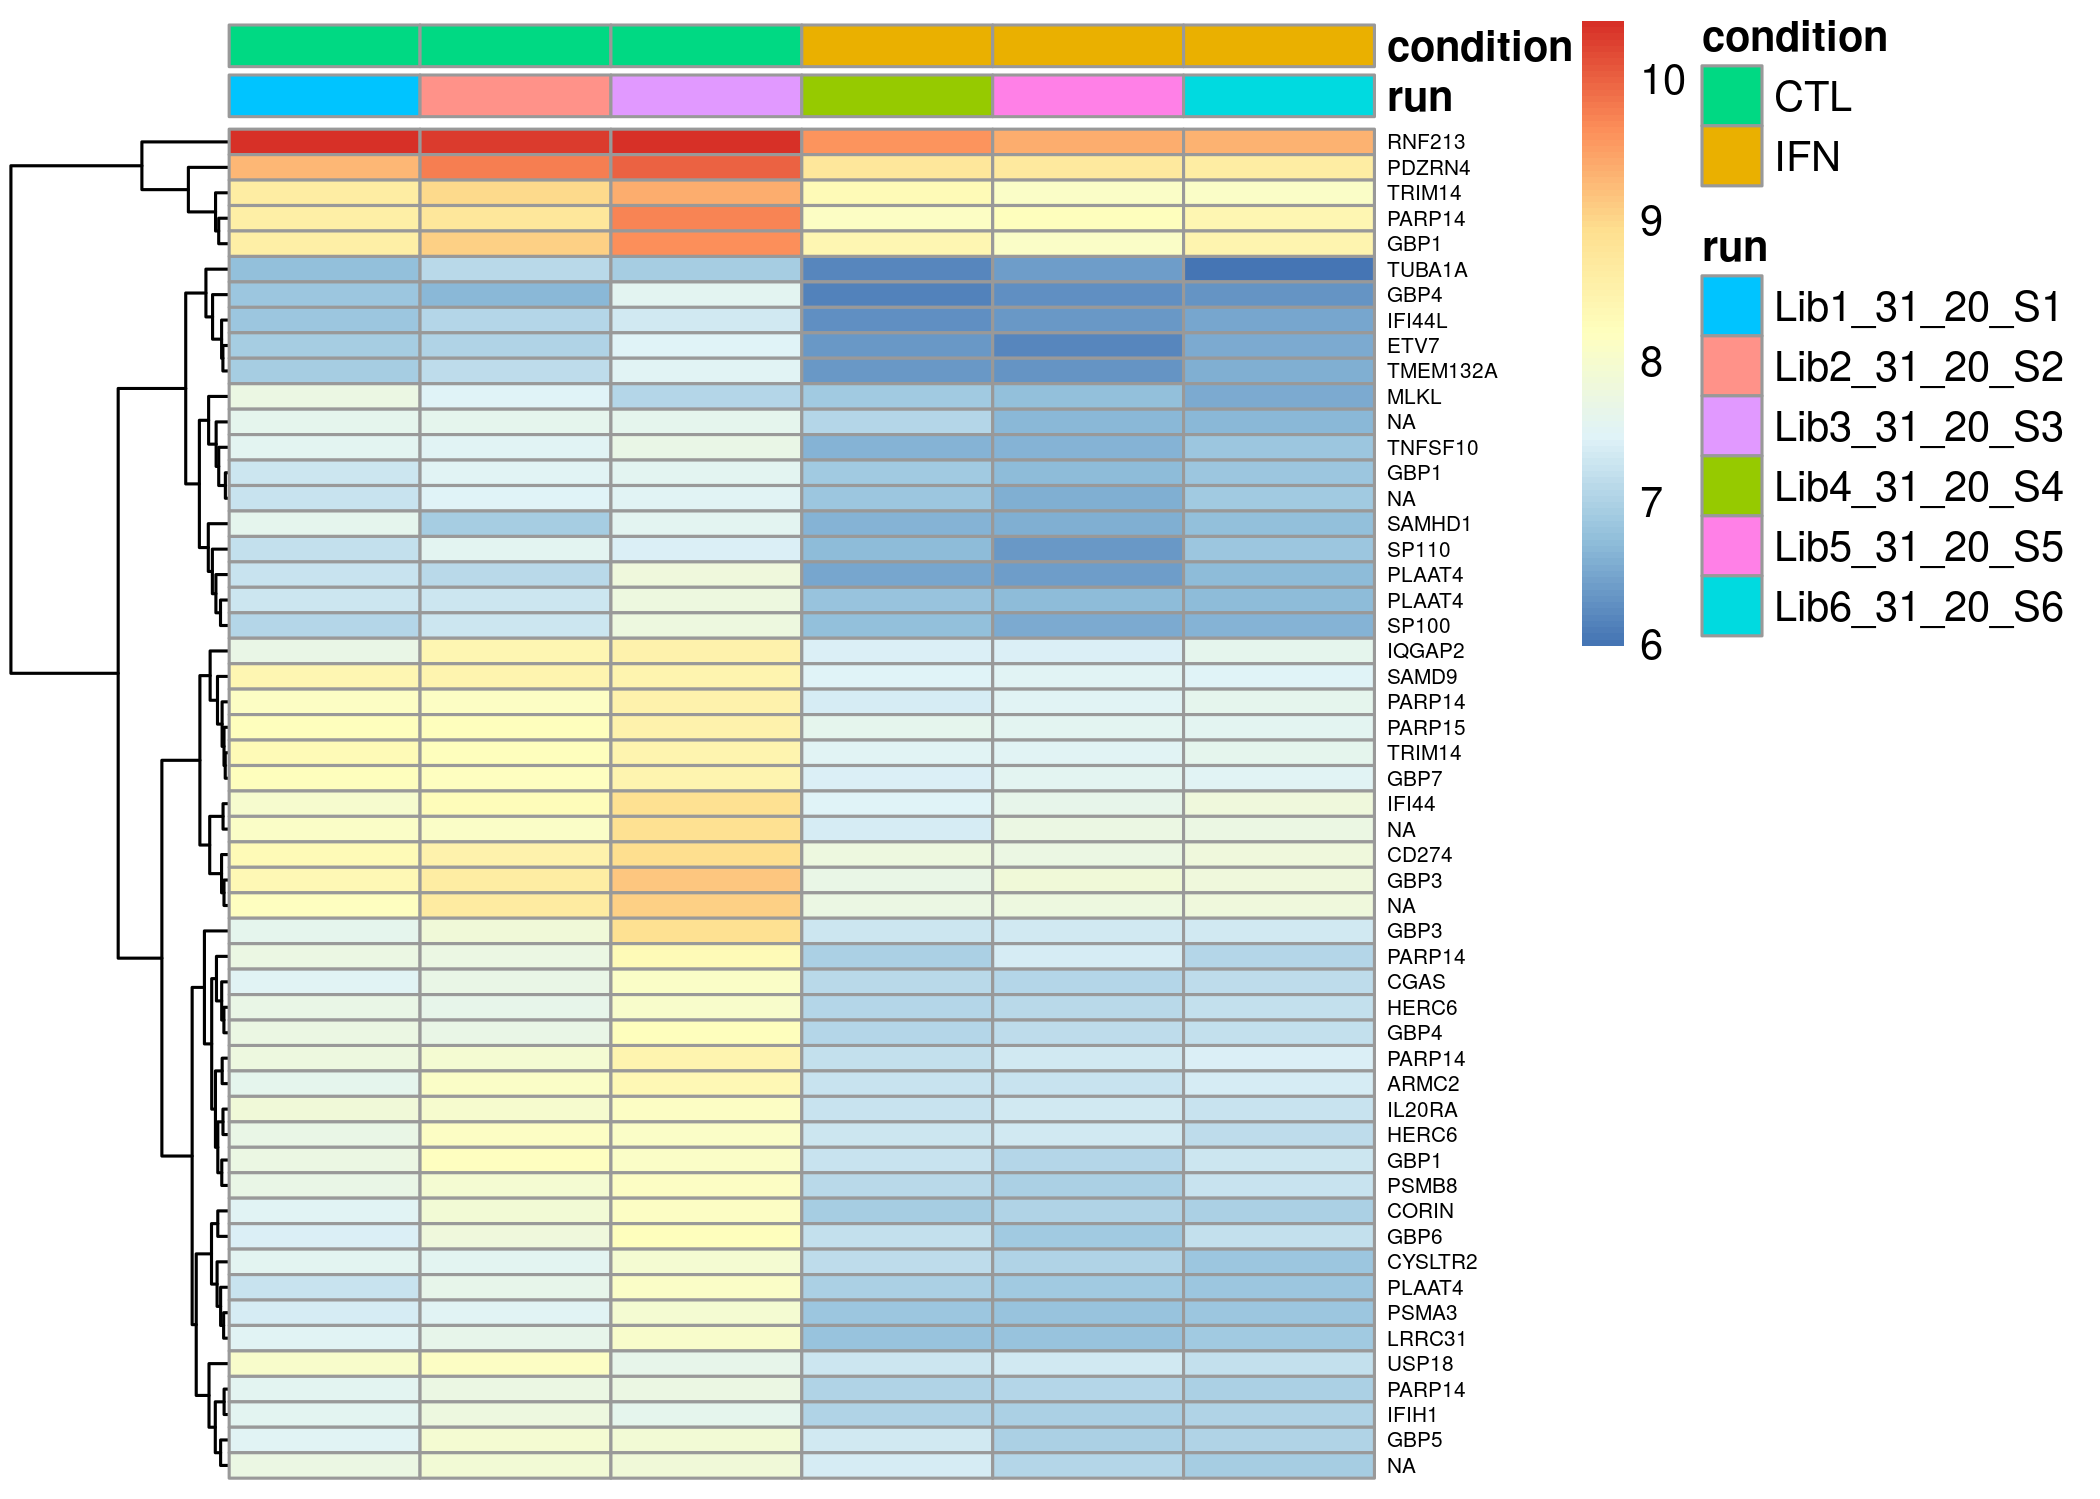 condition
run
RNF213
PDZRN4
TRIM14
PARP14
GBP1
TUBA1A
GBP4
IFI44L
ETV7
TMEM132A
MLKL
NA
TNFSF10
GBP1
NA
SAMHD1
SP110
PLAAT4
PLAAT4
SP100
IQGAP2
SAMD9
PARP14
PARP15
TRIM14
GBP7
IFI44
NA
CD274
GBP3
NA
GBP3
PARP14
CGAS
HERC6
GBP4
PARP14
ARMC2
IL20RA
HERC6
GBP1
PSMB8
CORIN
GBP6
CYSLTR2
PLAAT4
PSMA3
LRRC31
USP18
PARP14
IFIH1
GBP5
NA
10
9
8
7
6
condition
CTL
IFN
run
Lib1_31_20_S1
Lib2_31_20_S2
Lib3_31_20_S3
Lib4_31_20_S4
Lib5_31_20_S5
Lib6_31_20_S6